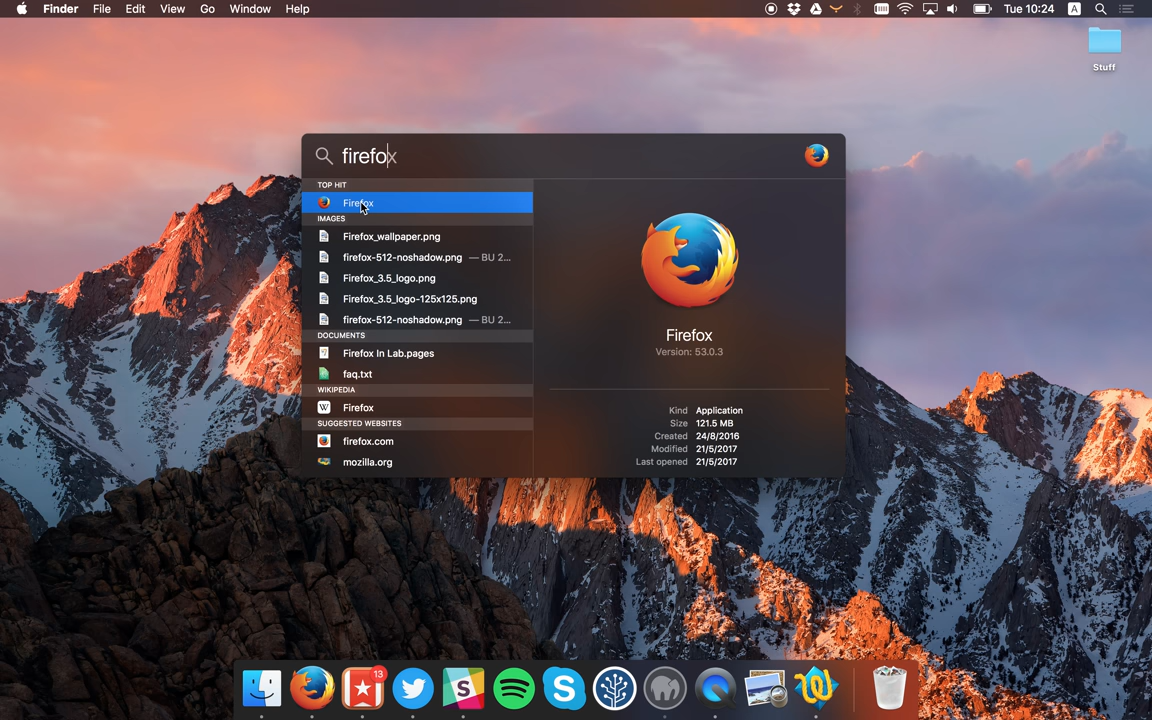 Finder File Edit View Go Window Help Tue 10:24 A
Stuff
firefox
TOP HIT
Firefox
IMAGES
Firefox_wallpaper.png
firefox-512-noshadow.png — BU 2...
Firefox_3.5_logo.png
Firefox_3.5_logo-125x125.png
firefox-512-noshadow.png — BU 2...
DOCUMENTS
Firefox In Lab.pages
faq.txt
WIKIPEDIA
W Firefox
SUGGESTED WEBSITES
firefox.com
mozilla.org
Firefox
Version: 53.0.3
Kind Application
Size 121.5 MB
Created 24/8/2016
Modified 21/5/2017
Last opened 21/5/2017
13
S
S